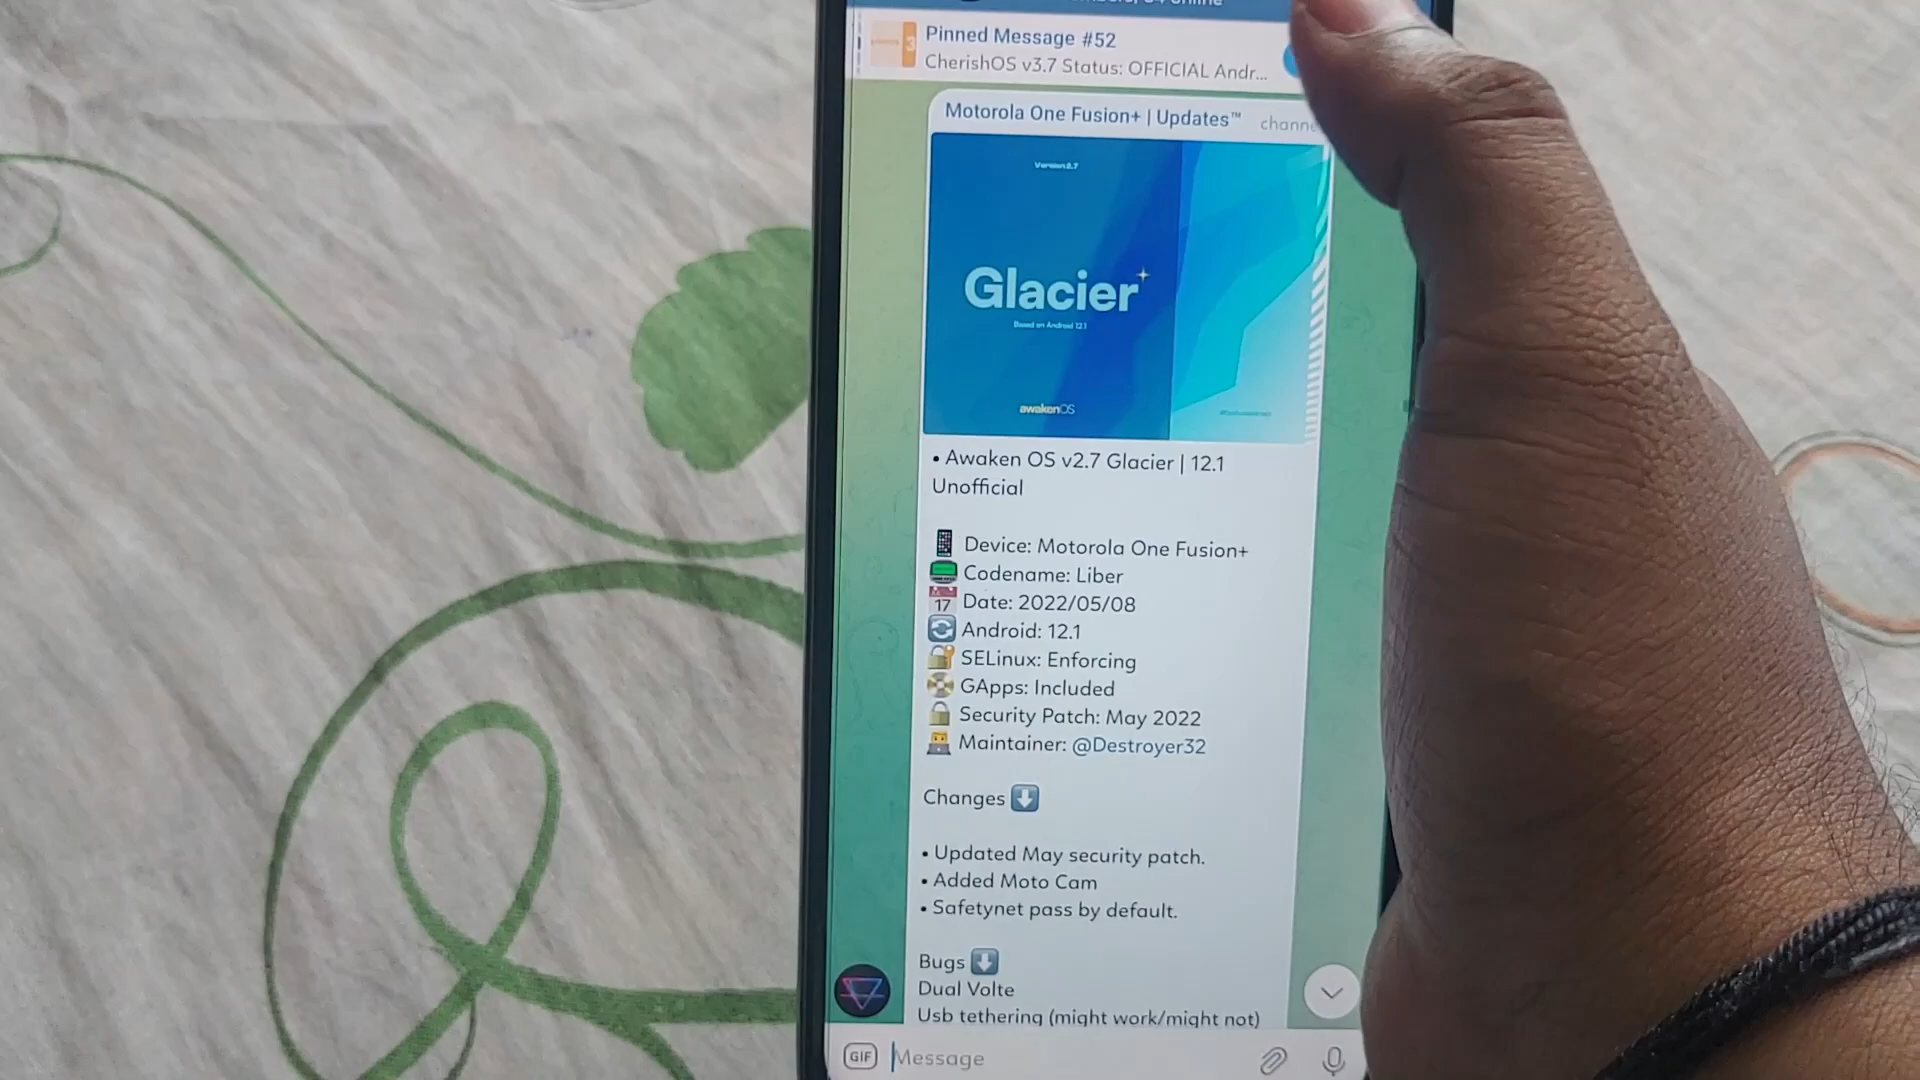 Pinned Message #52
CherishOS v3.7 Status: OFFICIAL Andr...
Motorola One Fusion+ | Updates™ channe
Version 2.7
Glacier
Based on Android 12.1
awakenOS
• Awaken OS v2.7 Glacier | 12.1
Unofficial
Device: Motorola One Fusion+
Codename: Liber
17 Date: 2022/05/08
Android: 12.1
SELinux: Enforcing
GApps: Included
Security Patch: May 2022
Maintainer: @Destroyer32
Changes
• Updated May security patch.
• Added Moto Cam
• Safetynet pass by default.
Bugs
Dual Volte
Usb tethering (might work/might not)
GIF Message